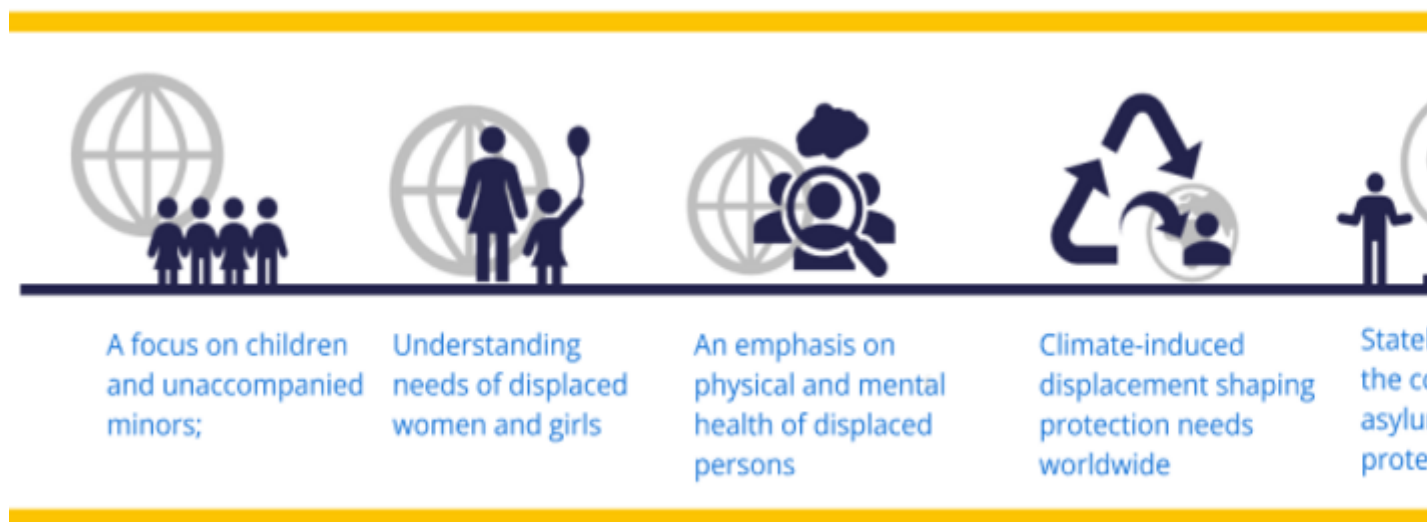 A focus on children
and unaccompanied
minors;
Understanding
needs of displaced
women and girls
An emphasis on
physical and mental
health of displaced
persons
Climate-induced
displacement shaping
protection needs
worldwide
the